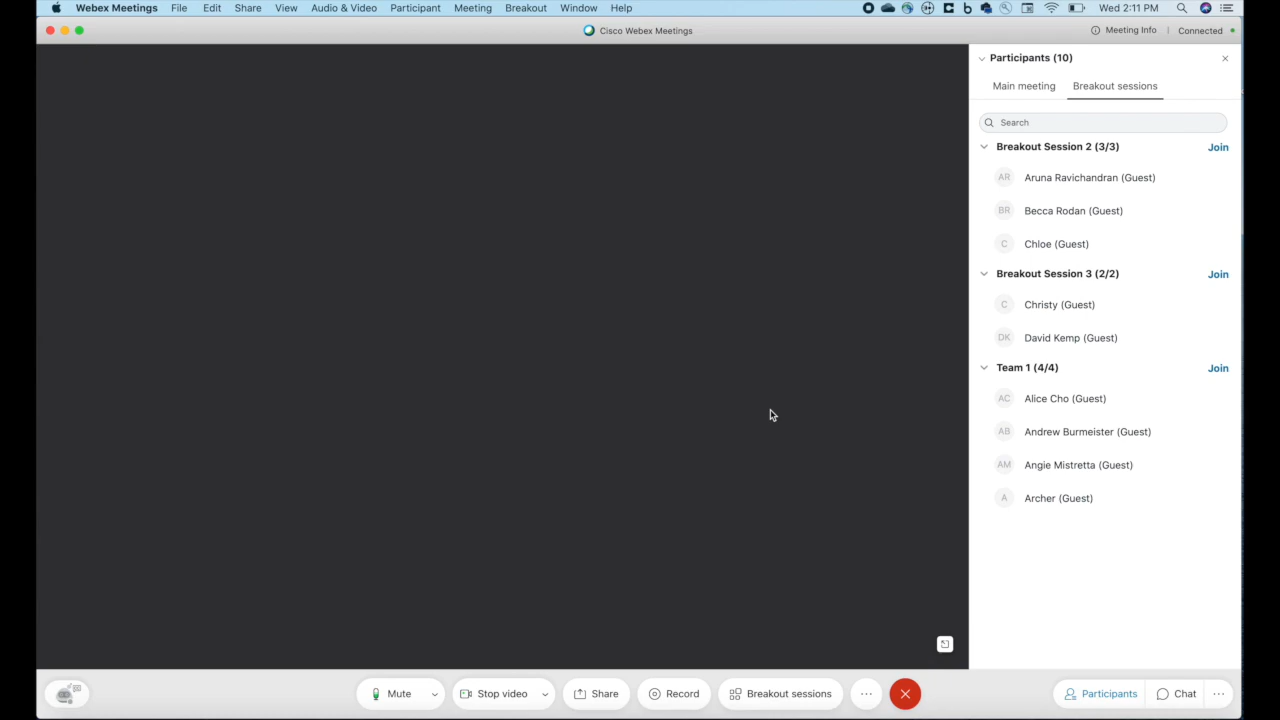 Webex Meetings File Edit Share View Audio & Video Participant Meeting Breakout Window Help Wed 2:11 PM
Cisco Webex Meetings Meeting Info | Connected
Participants (10)
Main meeting Breakout sessions
Search
Breakout Session 2 (3/3) Join
AR Aruna Ravichandran (Guest)
BR Becca Rodan (Guest)
C Chloe (Guest)
Breakout Session 3 (2/2) Join
C Christy (Guest)
DK David Kemp (Guest)
Team 1 (4/4) Join
AC Alice Cho (Guest)
AB Andrew Burmeister (Guest)
AM Angie Mistretta (Guest)
A Archer (Guest)
Mute Stop video Share Record Breakout sessions Participants Chat